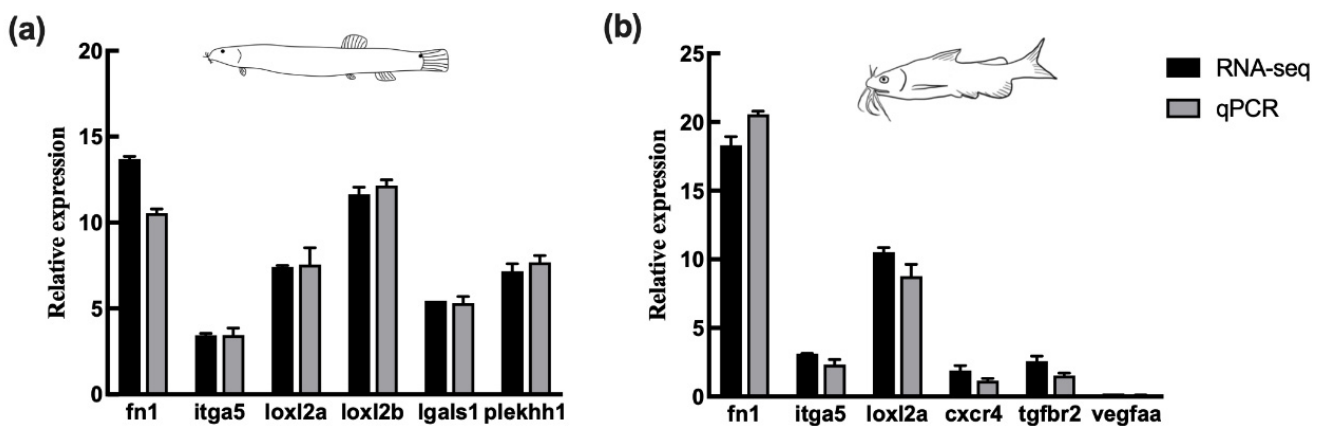 (a)
Relative expression
20
15
10
5
0
fn1 itga5 loxl2a loxl2b lgals1 plekhh1
(b)
Relative expression
25
20
15
10
5
0
fn1 itga5 loxl2a cxcr4 tgfbr2 vegfaa
RNA-seq
qPCR